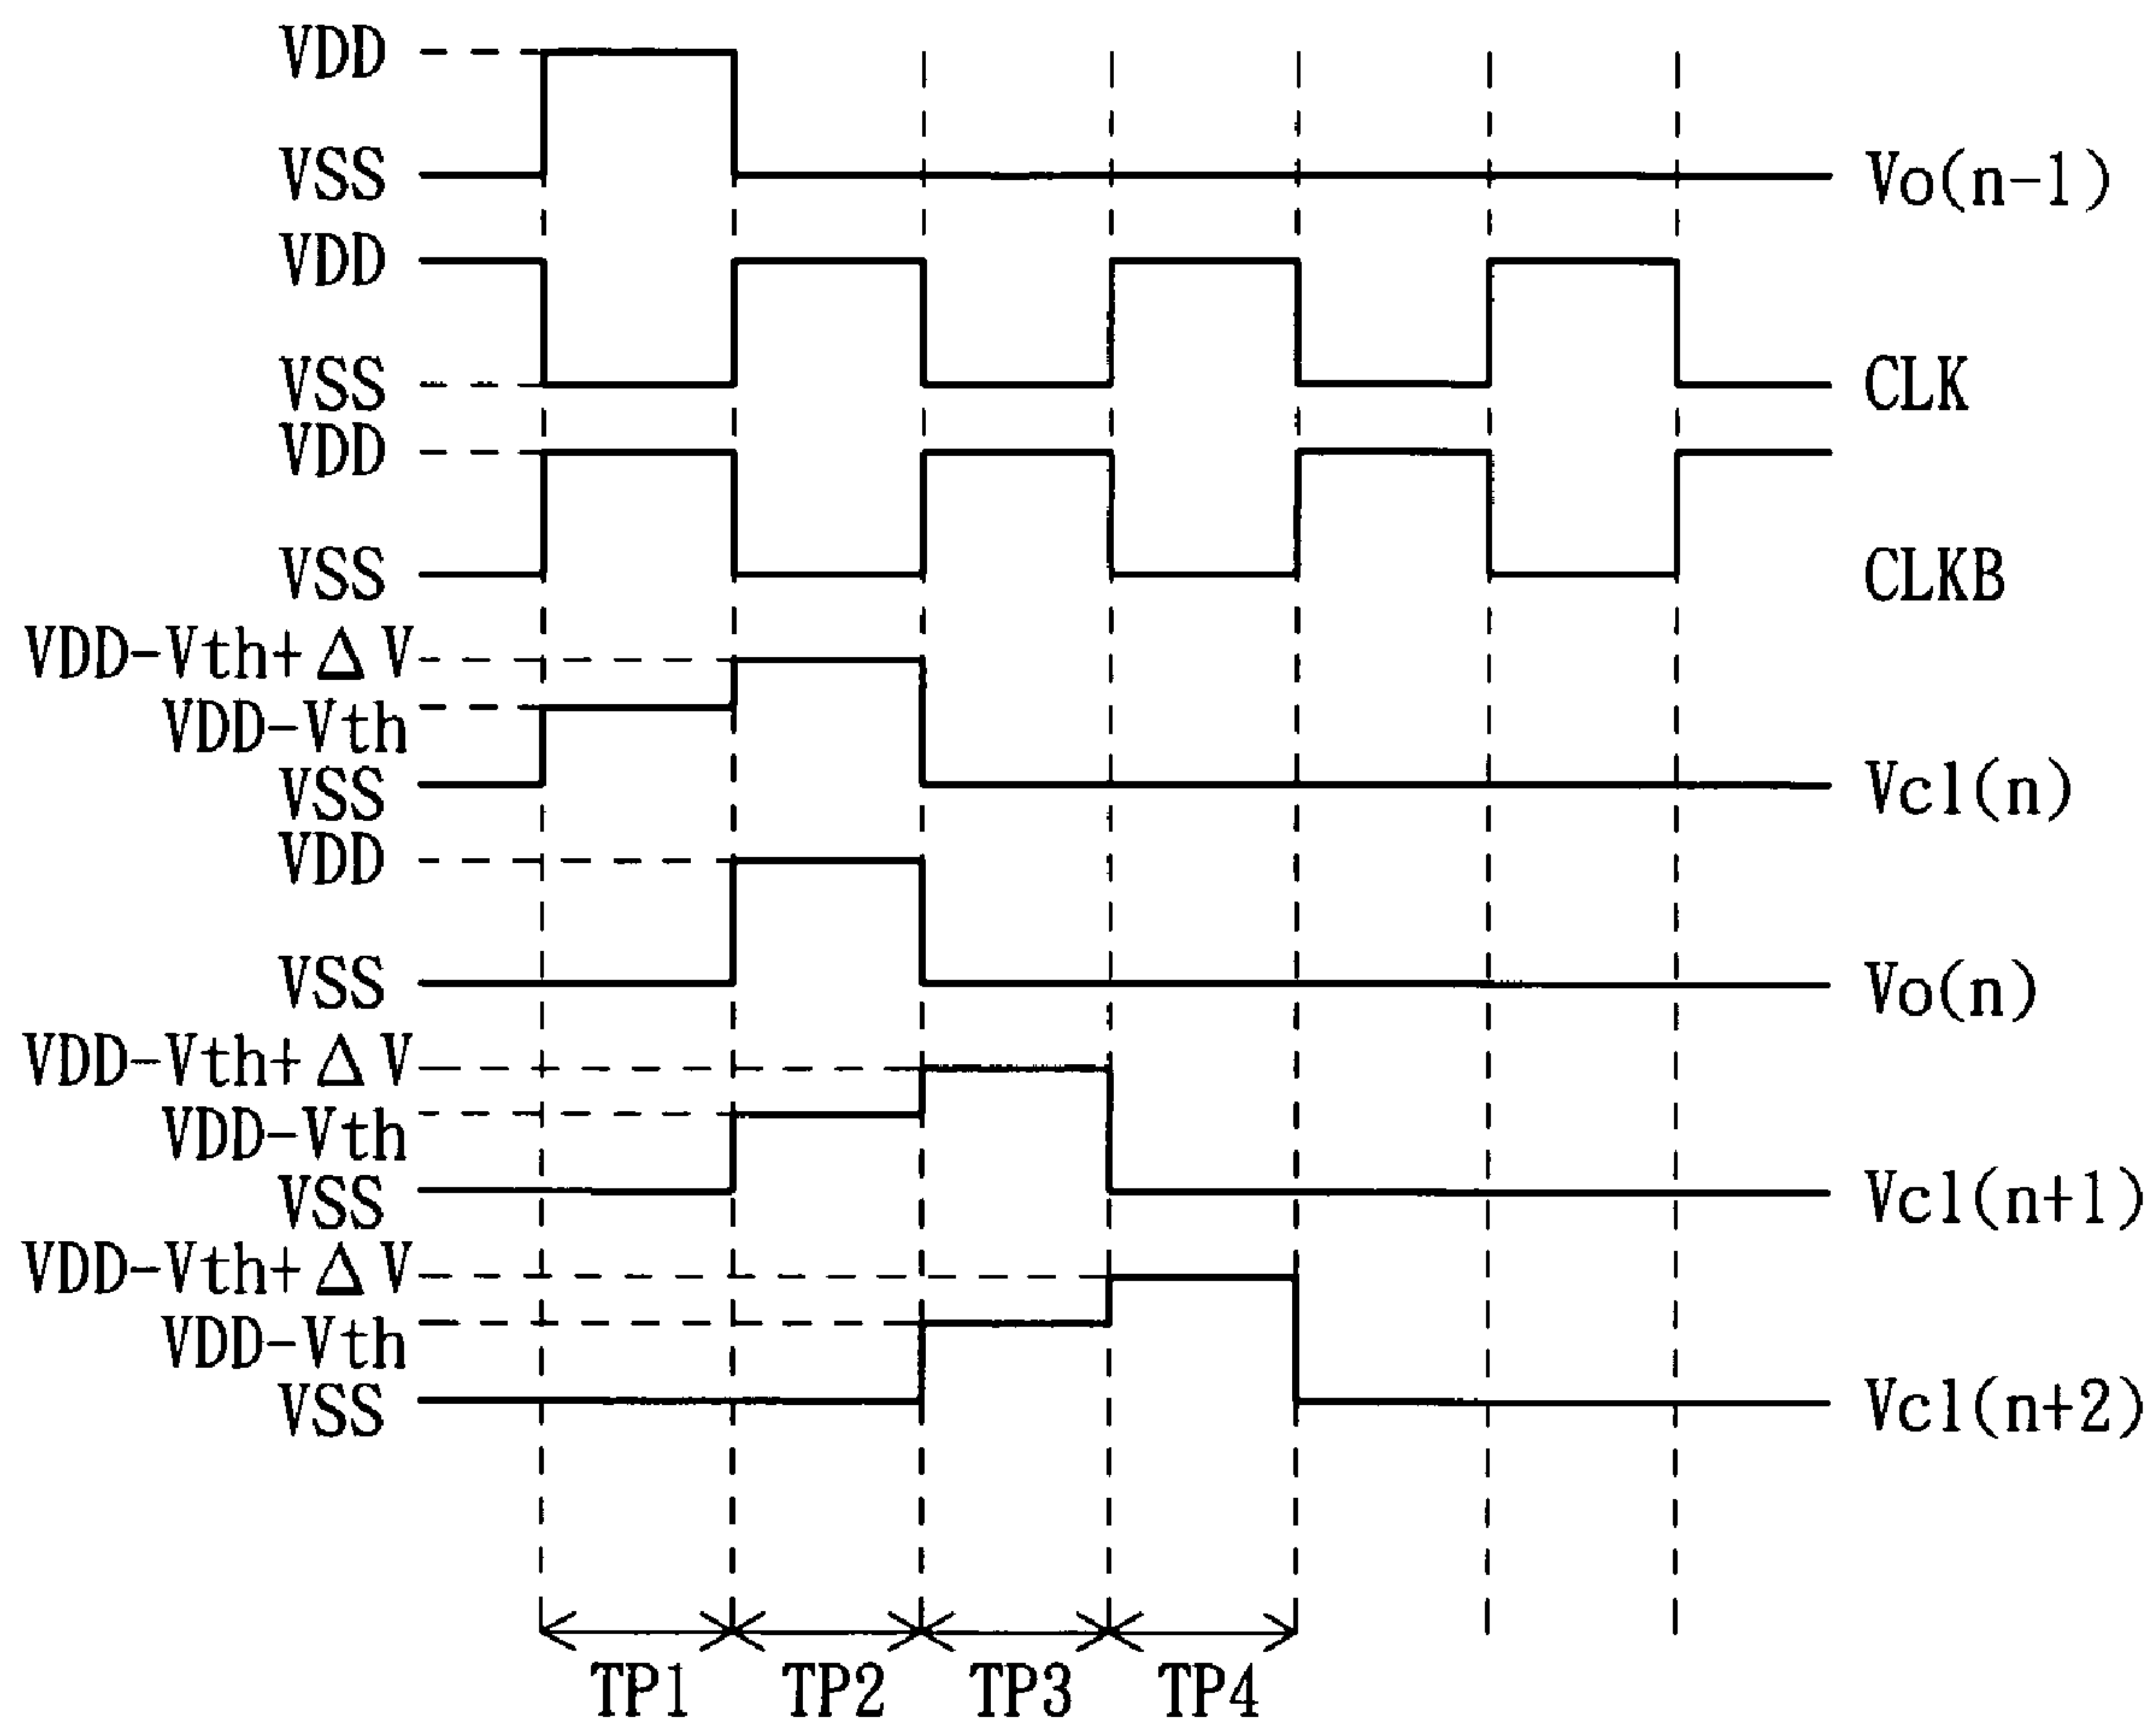 VDD
VSS Vo(n-1)
VDD
VSS CLK
VDD
VSS CLKB
VDD-Vth+ΔV
VDD-Vth
VSS Vcl(n)
VDD
VSS Vo(n)
VDD-Vth+ΔV
VDD-Vth
VSS Vcl(n+1)
VDD-Vth+ΔV
VDD-Vth
VSS Vcl(n+2)
TP1 TP2 TP3 TP4